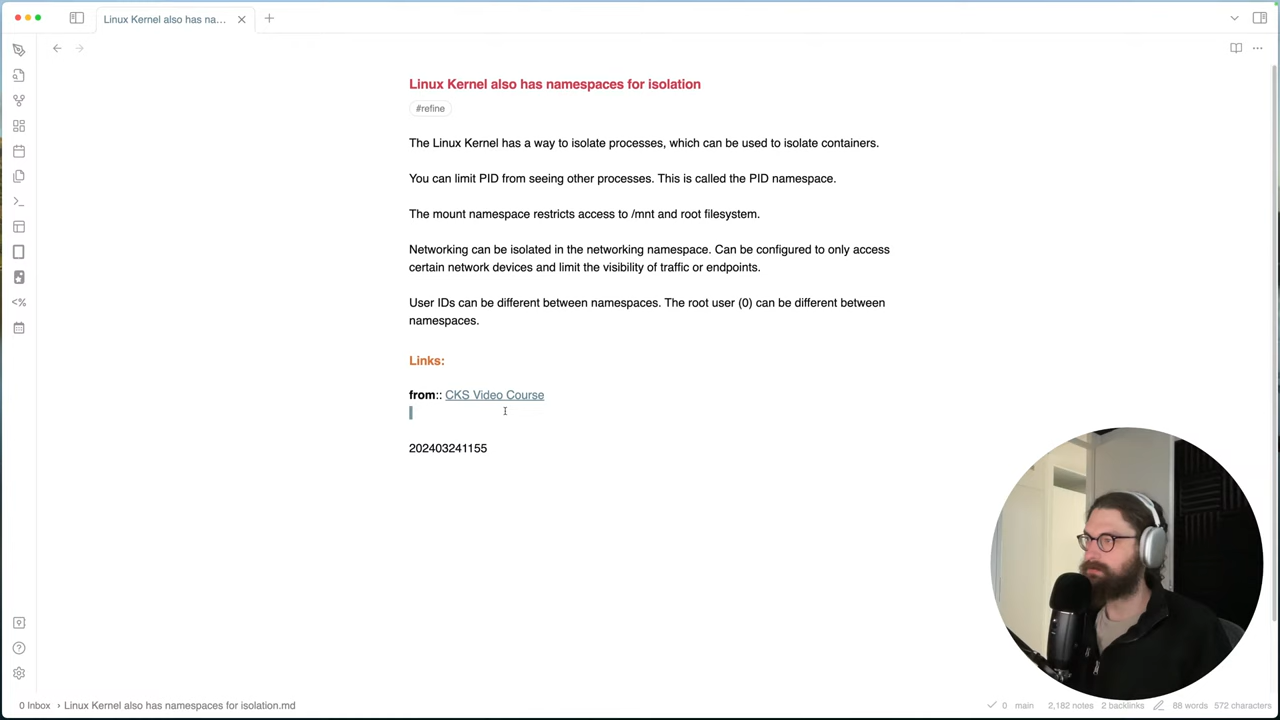 Linux Kernel also has na...
Linux Kernel also has namespaces for isolation
#refine
The Linux Kernel has a way to isolate processes, which can be used to isolate containers.
You can limit PID from seeing other processes. This is called the PID namespace.
The mount namespace restricts access to /mnt and root filesystem.
Networking can be isolated in the networking namespace. Can be configured to only access
certain network devices and limit the visibility of traffic or endpoints.
User IDs can be different between namespaces. The root user (0) can be different between
namespaces.
Links:
from:: CKS Video Course
202403241155
0 Inbox › Linux Kernel also has namespaces for isolation.md
0 main 2,182 notes 2 backlinks 88 words 572 characters